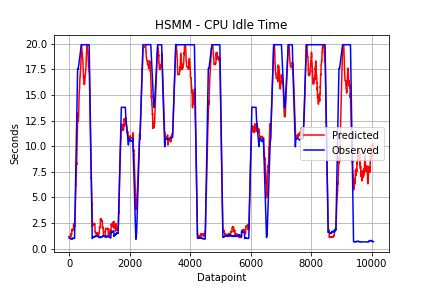 HSMM - CPU Idle Time
20.0
17.5
15.0
12.5
10.0
7.5
5.0
2.5
0.0
Seconds
Predicted
Observed
0 2000 4000 6000 8000 10000
Datapoint